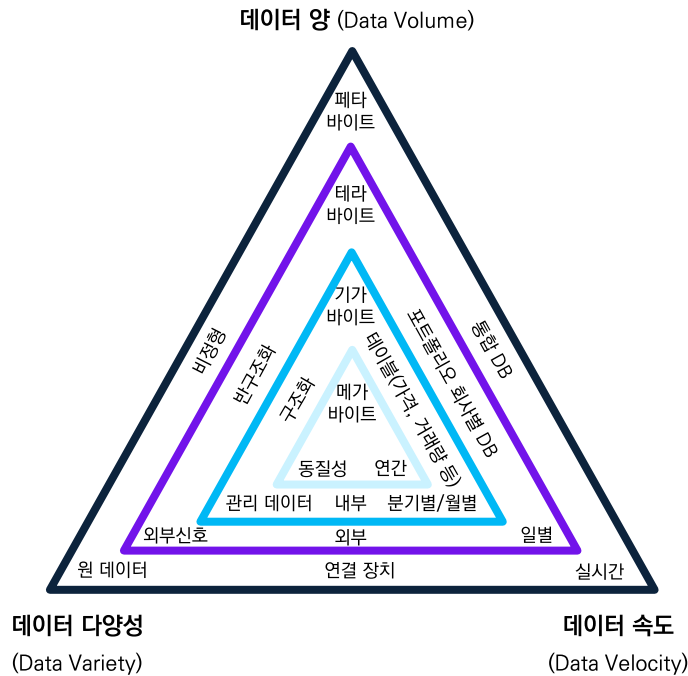 데이터 양 (Data Volume)
페타
바이트
테라
바이트
기가
바이트
메가
바이트
비정형
반구조화
구조화
테이블(가격, 거래량 등)
포트폴리오 회사별 DB
통합 DB
동질성 연간
관리 데이터 내부 분기별/월별
외부신호 외부 일별
원 데이터 연결 장치 실시간
데이터 다양성
(Data Variety)
데이터 속도
(Data Velocity)